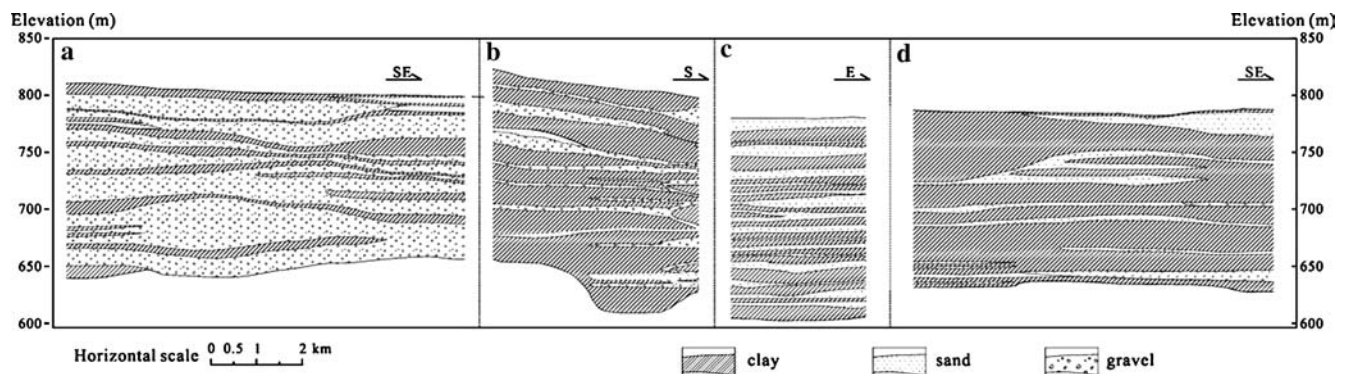 Elevation (m) Elevation (m)
850 a b c d 850
SE S E SE
800 800
750 750
700 700
650 650
600 600
Horizontal scale 0 0.5 1 2 km clay sand gravel